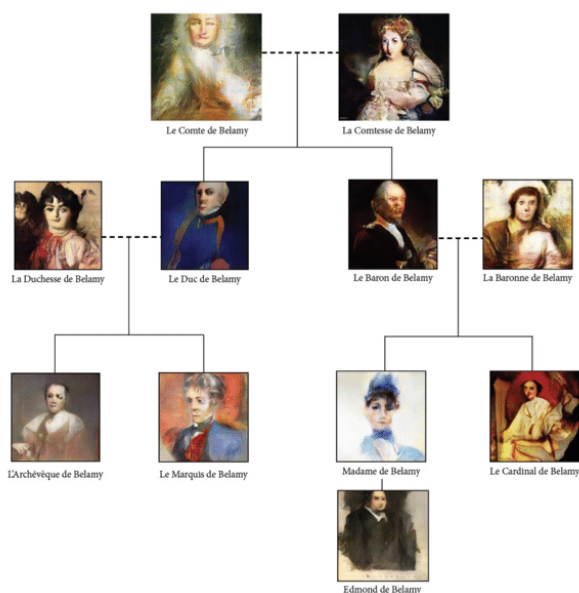 Le Comte de Belamy
La Comtesse de Belamy
La Duchesse de Belamy
Le Duc de Belamy
Le Baron de Belamy
La Baronne de Belamy
L'Archévèque de Belamy
Le Marquis de Belamy
Madame de Belamy
Le Cardinal de Belamy
Edmond de Belamy